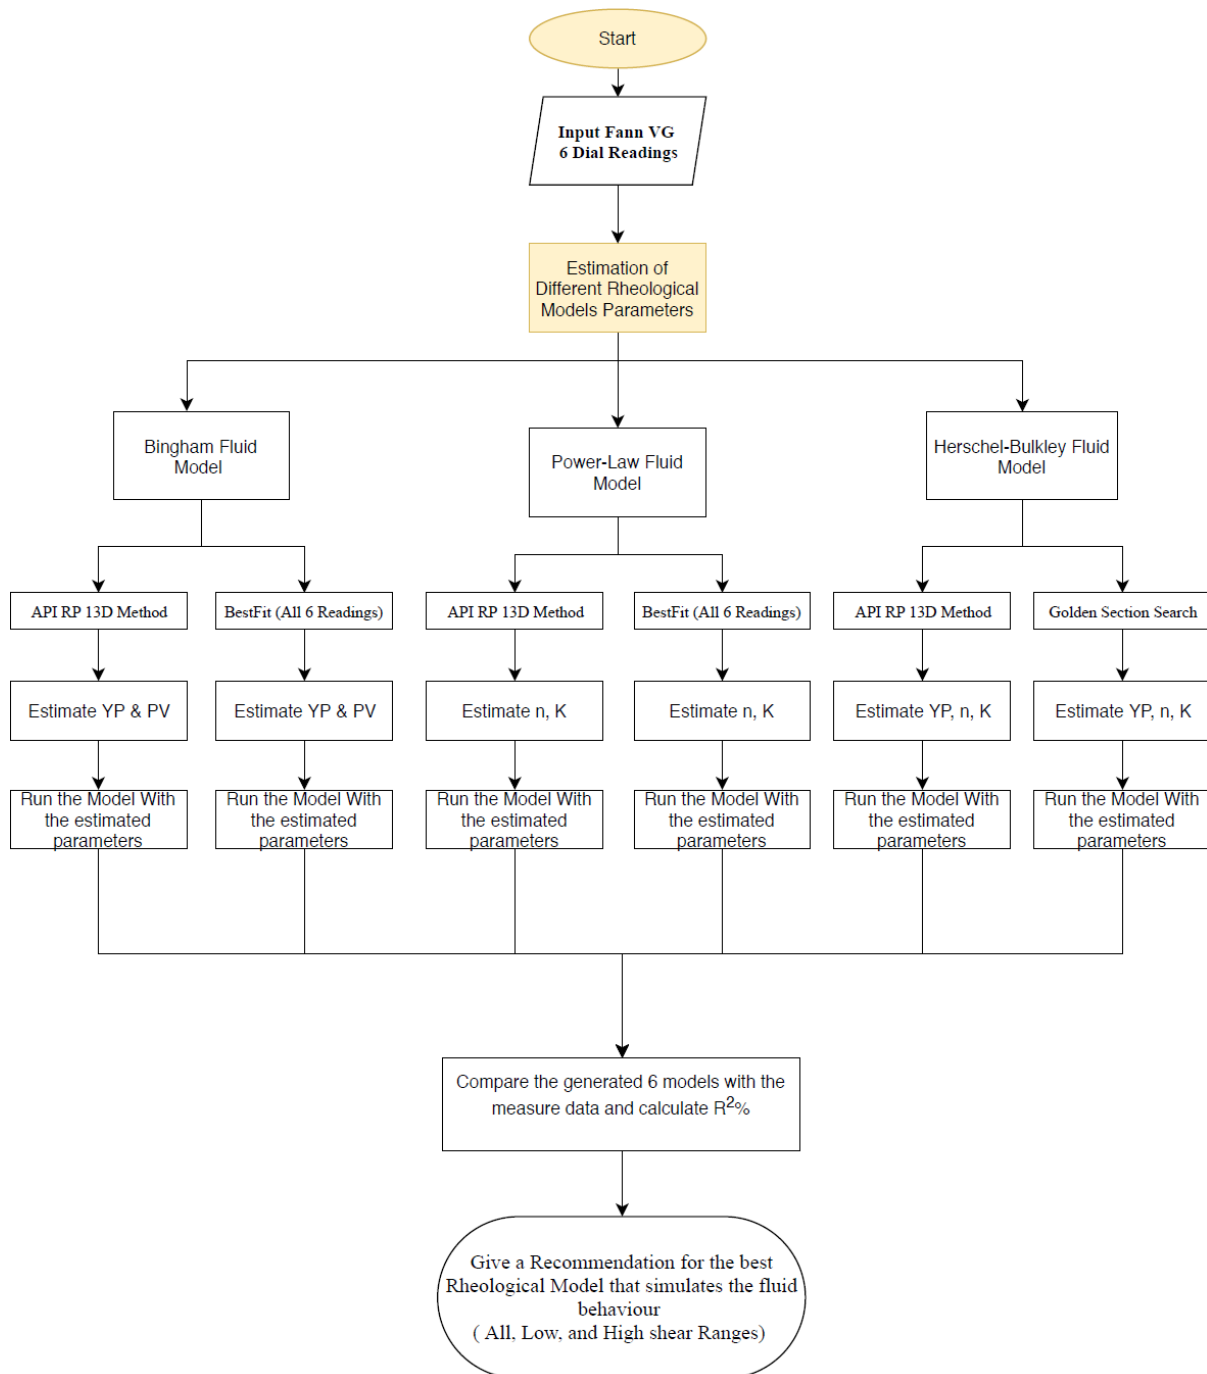 Start
Input Fann VG
6 Dial Readings
Estimation of
Different Rheological
Models Parameters
Bingham Fluid
Model
Power-Law Fluid
Model
Herschel-Bulkley Fluid
Model
API RP 13D Method
BestFit (All 6 Readings)
API RP 13D Method
BestFit (All 6 Readings)
API RP 13D Method
Golden Section Search
Estimate YP & PV
Estimate YP & PV
Estimate n, K
Estimate n, K
Estimate YP, n, K
Estimate YP, n, K
Run the Model With
the estimated
parameters
Run the Model With
the estimated
parameters
Run the Model With
the estimated
parameters
Run the Model With
the estimated
parameters
Run the Model With
the estimated
parameters
Run the Model With
the estimated
parameters
Compare the generated 6 models with the
measure data and calculate R²%
Give a Recommendation for the best
Rheological Model that simulates the fluid
behaviour
( All, Low, and High shear Ranges)